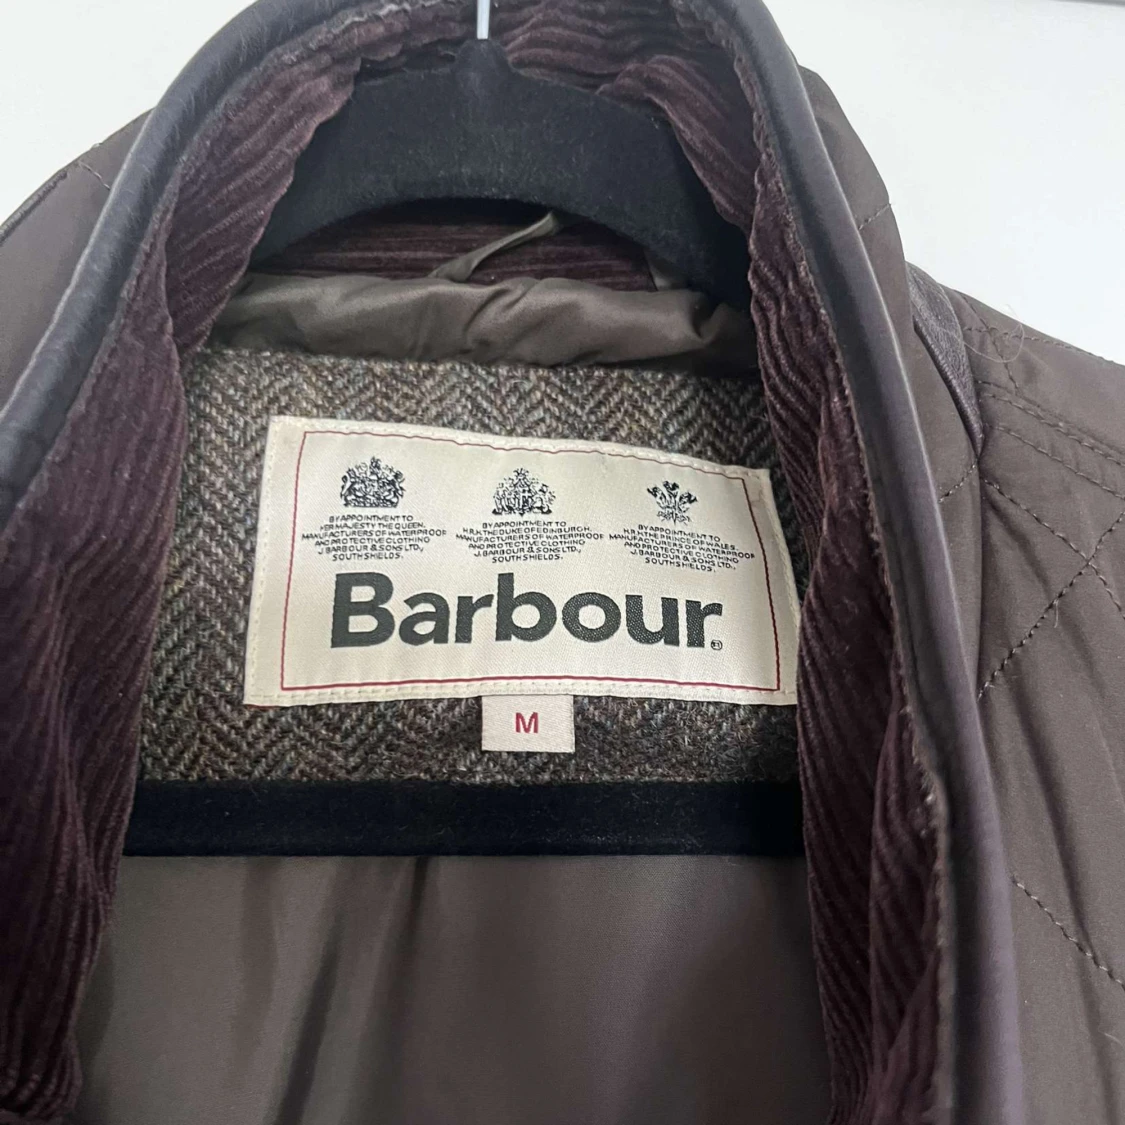 BY APPOINTMENT TO
HER MAJESTY THE QUEEN,
MANUFACTURERS OF WATERPROOF
AND PROTECTIVE CLOTHING
J. BARBOUR & SONS LTD.,
SOUTH SHIELDS.
BY APPOINTMENT TO
H.R.H. THE DUKE OF EDINBURGH,
MANUFACTURERS OF WATERPROOF
AND PROTECTIVE CLOTHING
J. BARBOUR & SONS LTD.,
SOUTH SHIELDS.
BY APPOINTMENT TO
H.R.H. THE PRINCE OF WALES,
MANUFACTURERS OF WATERPROOF
AND PROTECTIVE CLOTHING
J. BARBOUR & SONS LTD.,
SOUTH SHIELDS.
Barbour
M